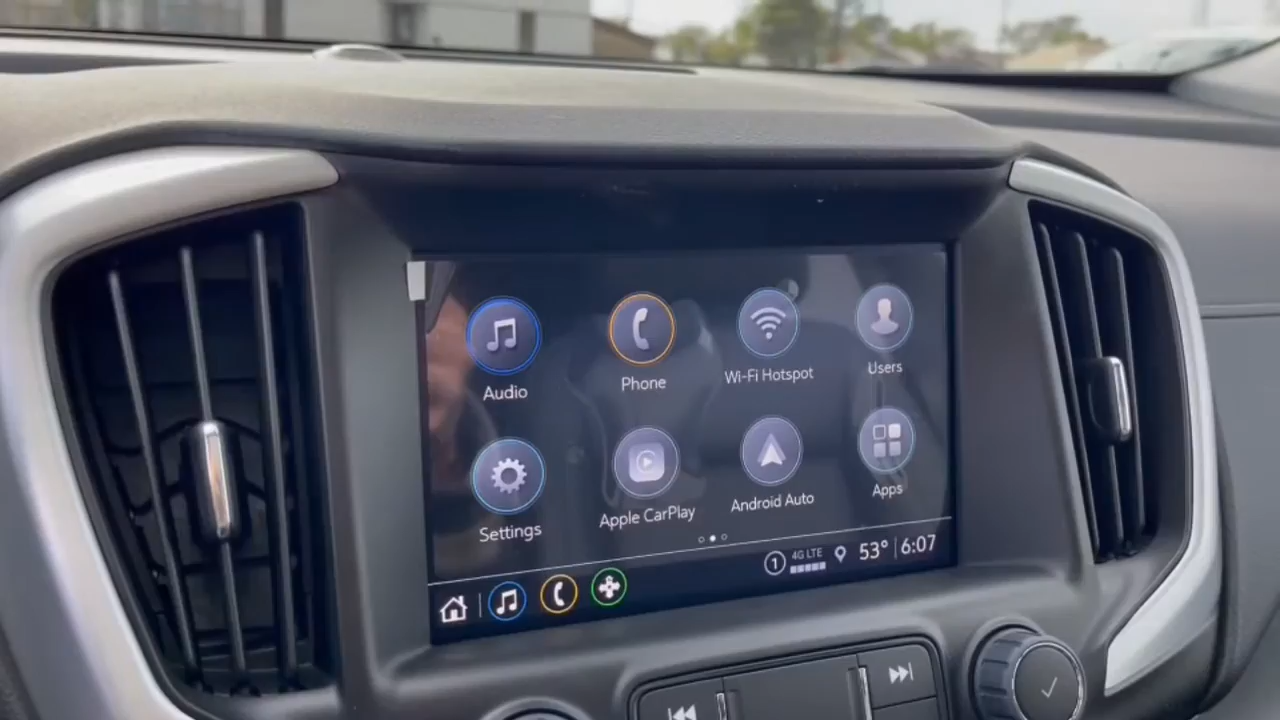 Audio
Phone
Wi-Fi Hotspot
Users
Settings
Apple CarPlay
Android Auto
Apps
1
4G LTE
53°
6:07